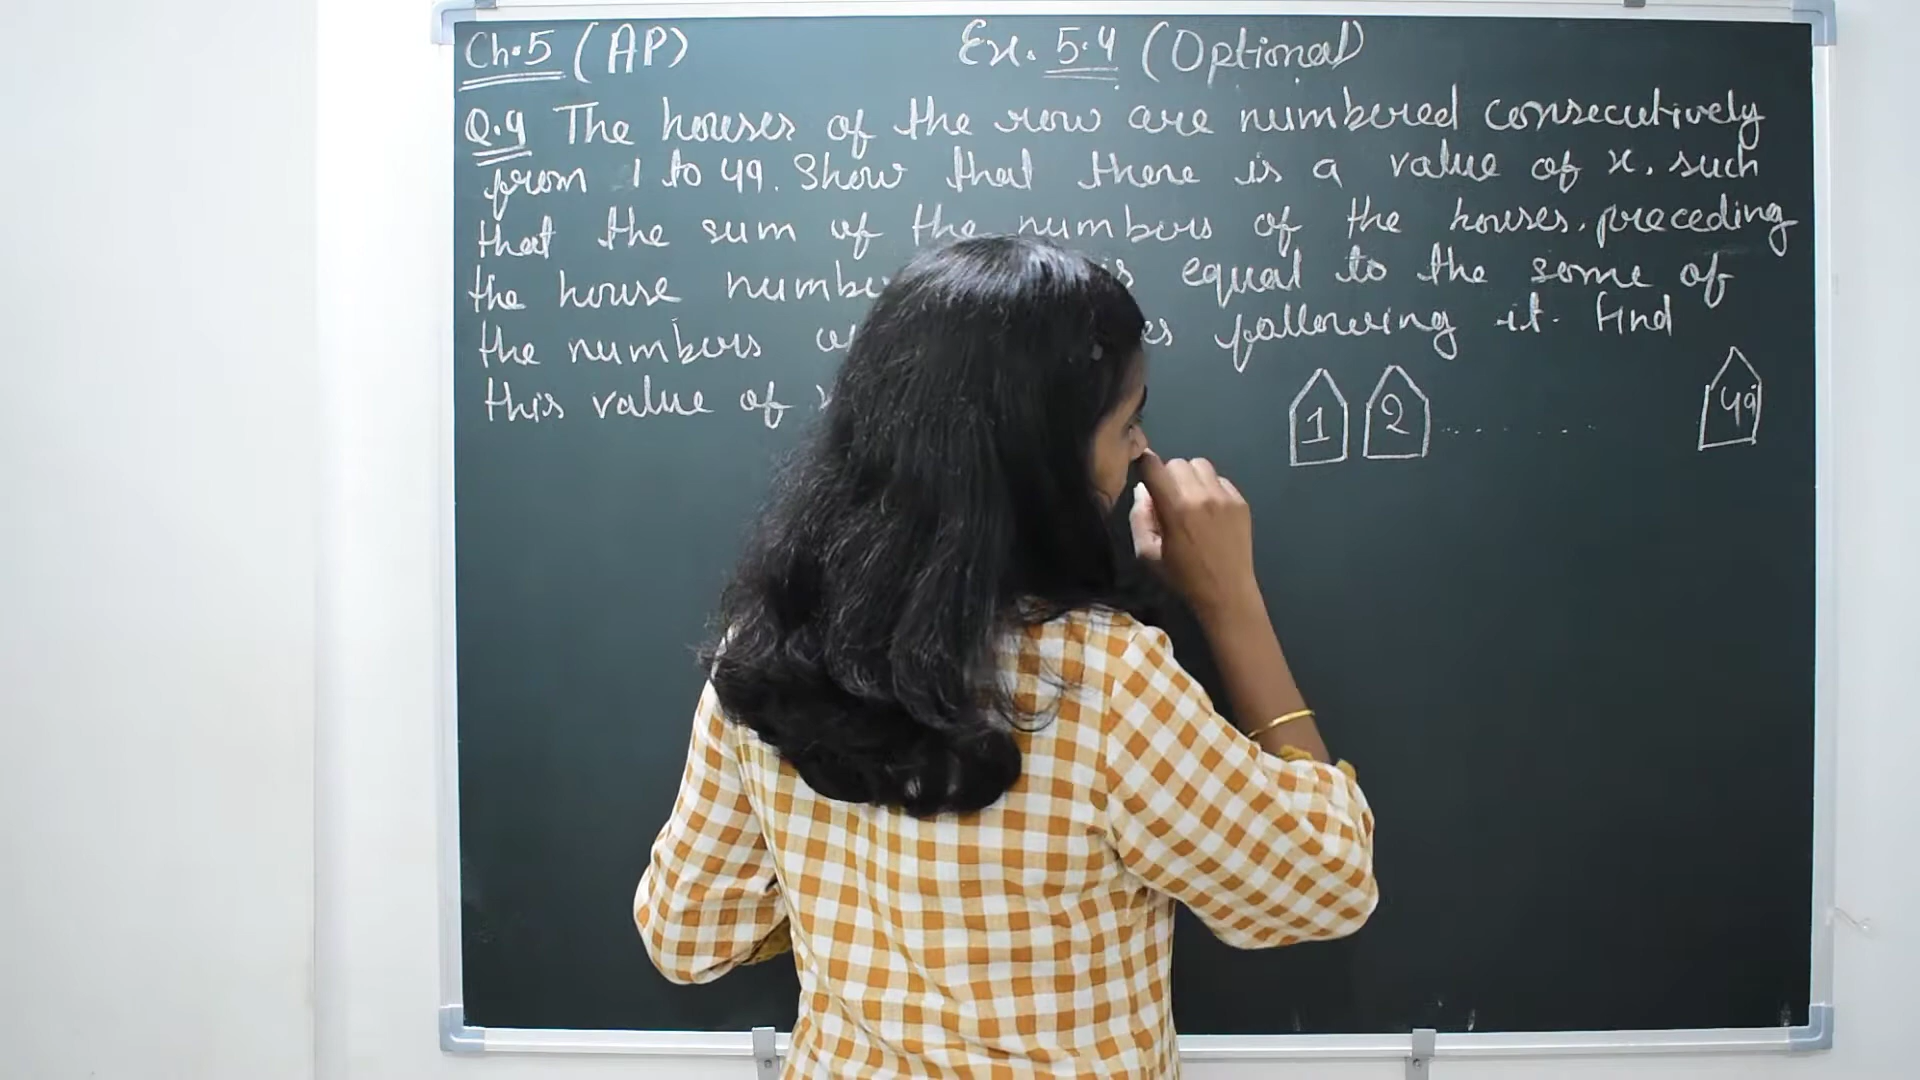 Ch.5 (AP) Ex. 5.4 (Optional)
Q.4 The houses of the row are numbered consecutively
from 1 to 49. Show that there is a value of x. such
that the sum of the numbers of the houses. preceding
the house equal to the some of
the numbers following it. Find
this value of
1 2 .......... 49